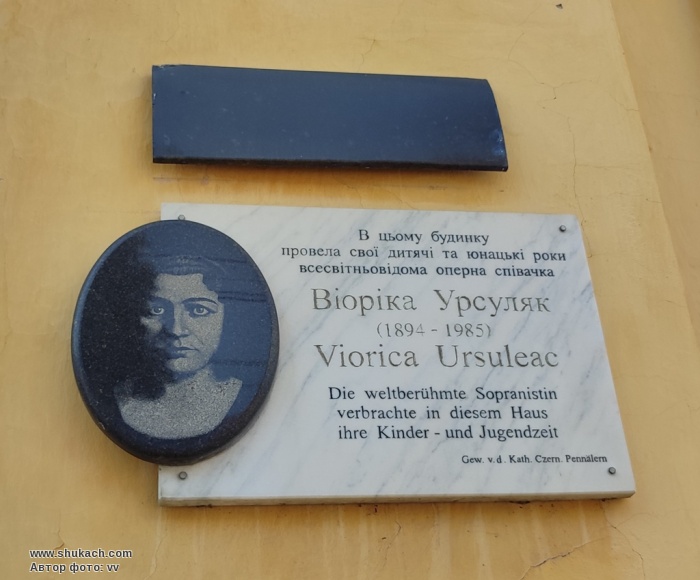 В цьому будинку
провела свої дитячі та юнацькі роки
всесвітньовідома оперна співачка
Віоріка Урсуляк
(1894 - 1985)
Viorica Ursuleac
Die weltberühmte Sopranistin
verbrachte in diesem Haus
ihre Kinder - und Jugendzeit
Gew. v. d. Kath. Czern. Pennälern
www.shukach.com
Автор фото: vv